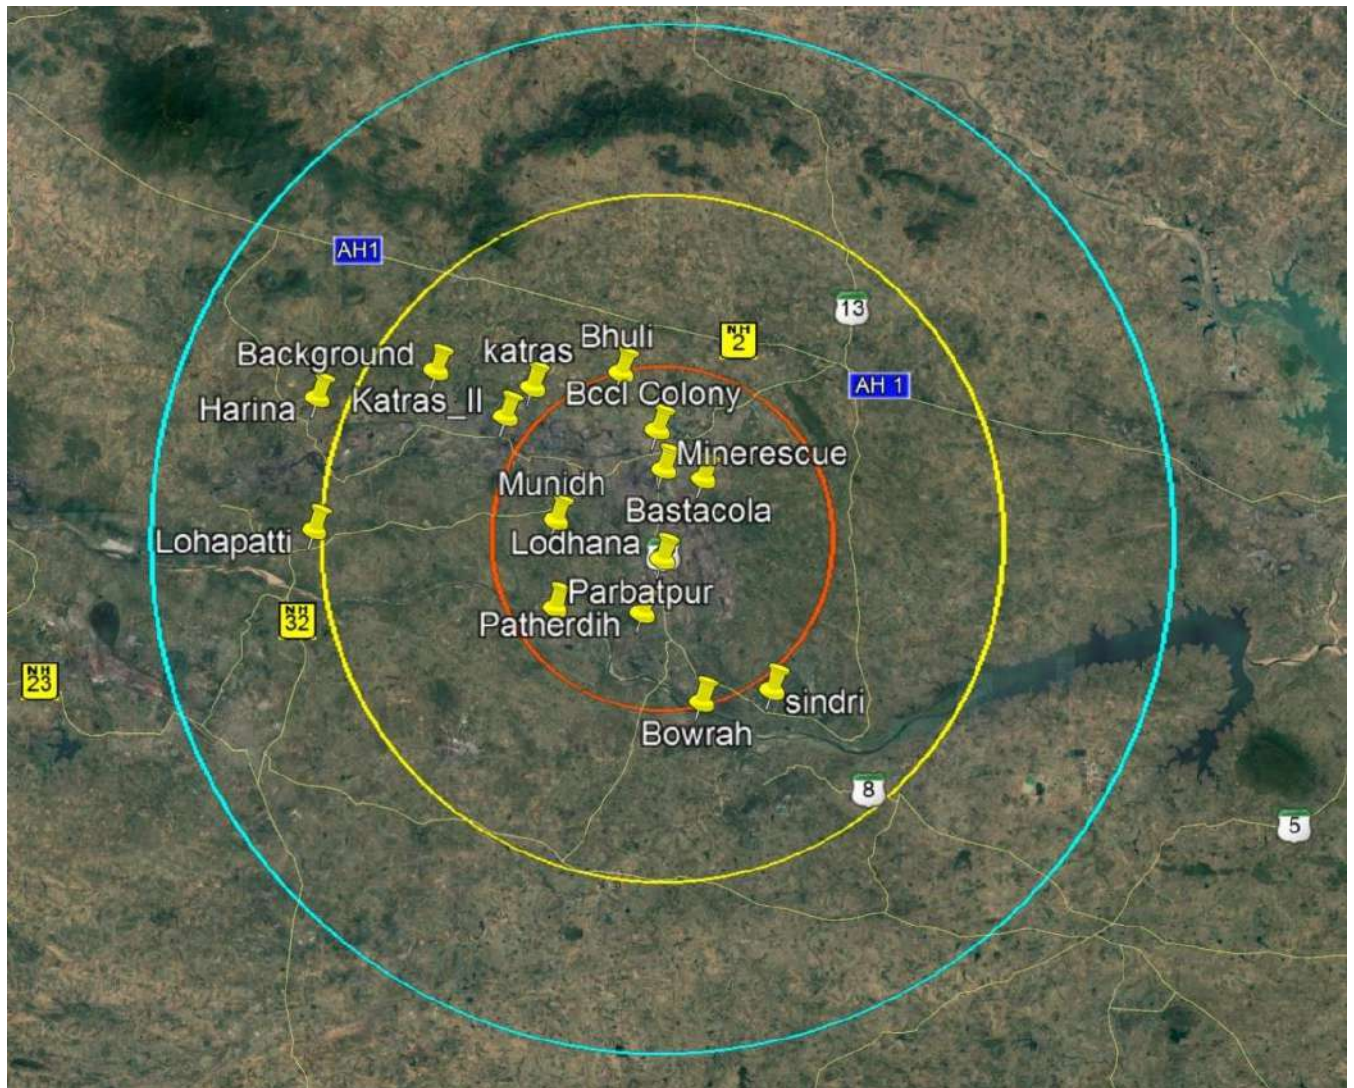 AH1
13
NH
2
Bhuli
katras
Background
AH 1
Bccl Colony
Katras_II
Harina
Minerescue
Munidh
Bastacola
Lodhana
Lohapatti
Parbatpur
Patherdih
NH
32
NH
23
sindri
Bowrah
8
5